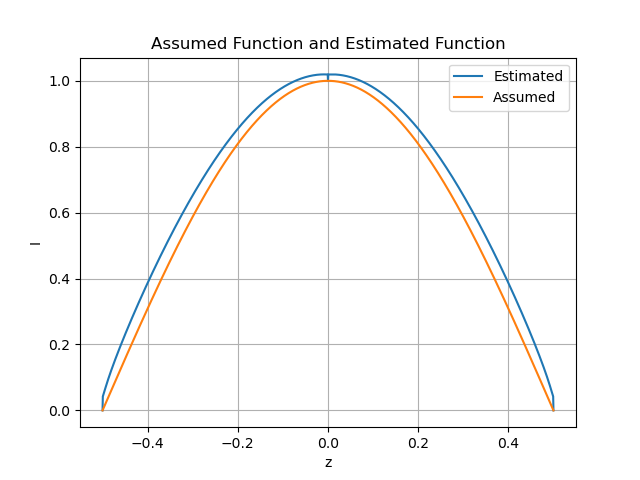 Assumed Function and Estimated Function
Estimated
Assumed
1.0
0.8
0.6
0.4
0.2
0.0
I
−0.4
−0.2
0.0
0.2
0.4
z